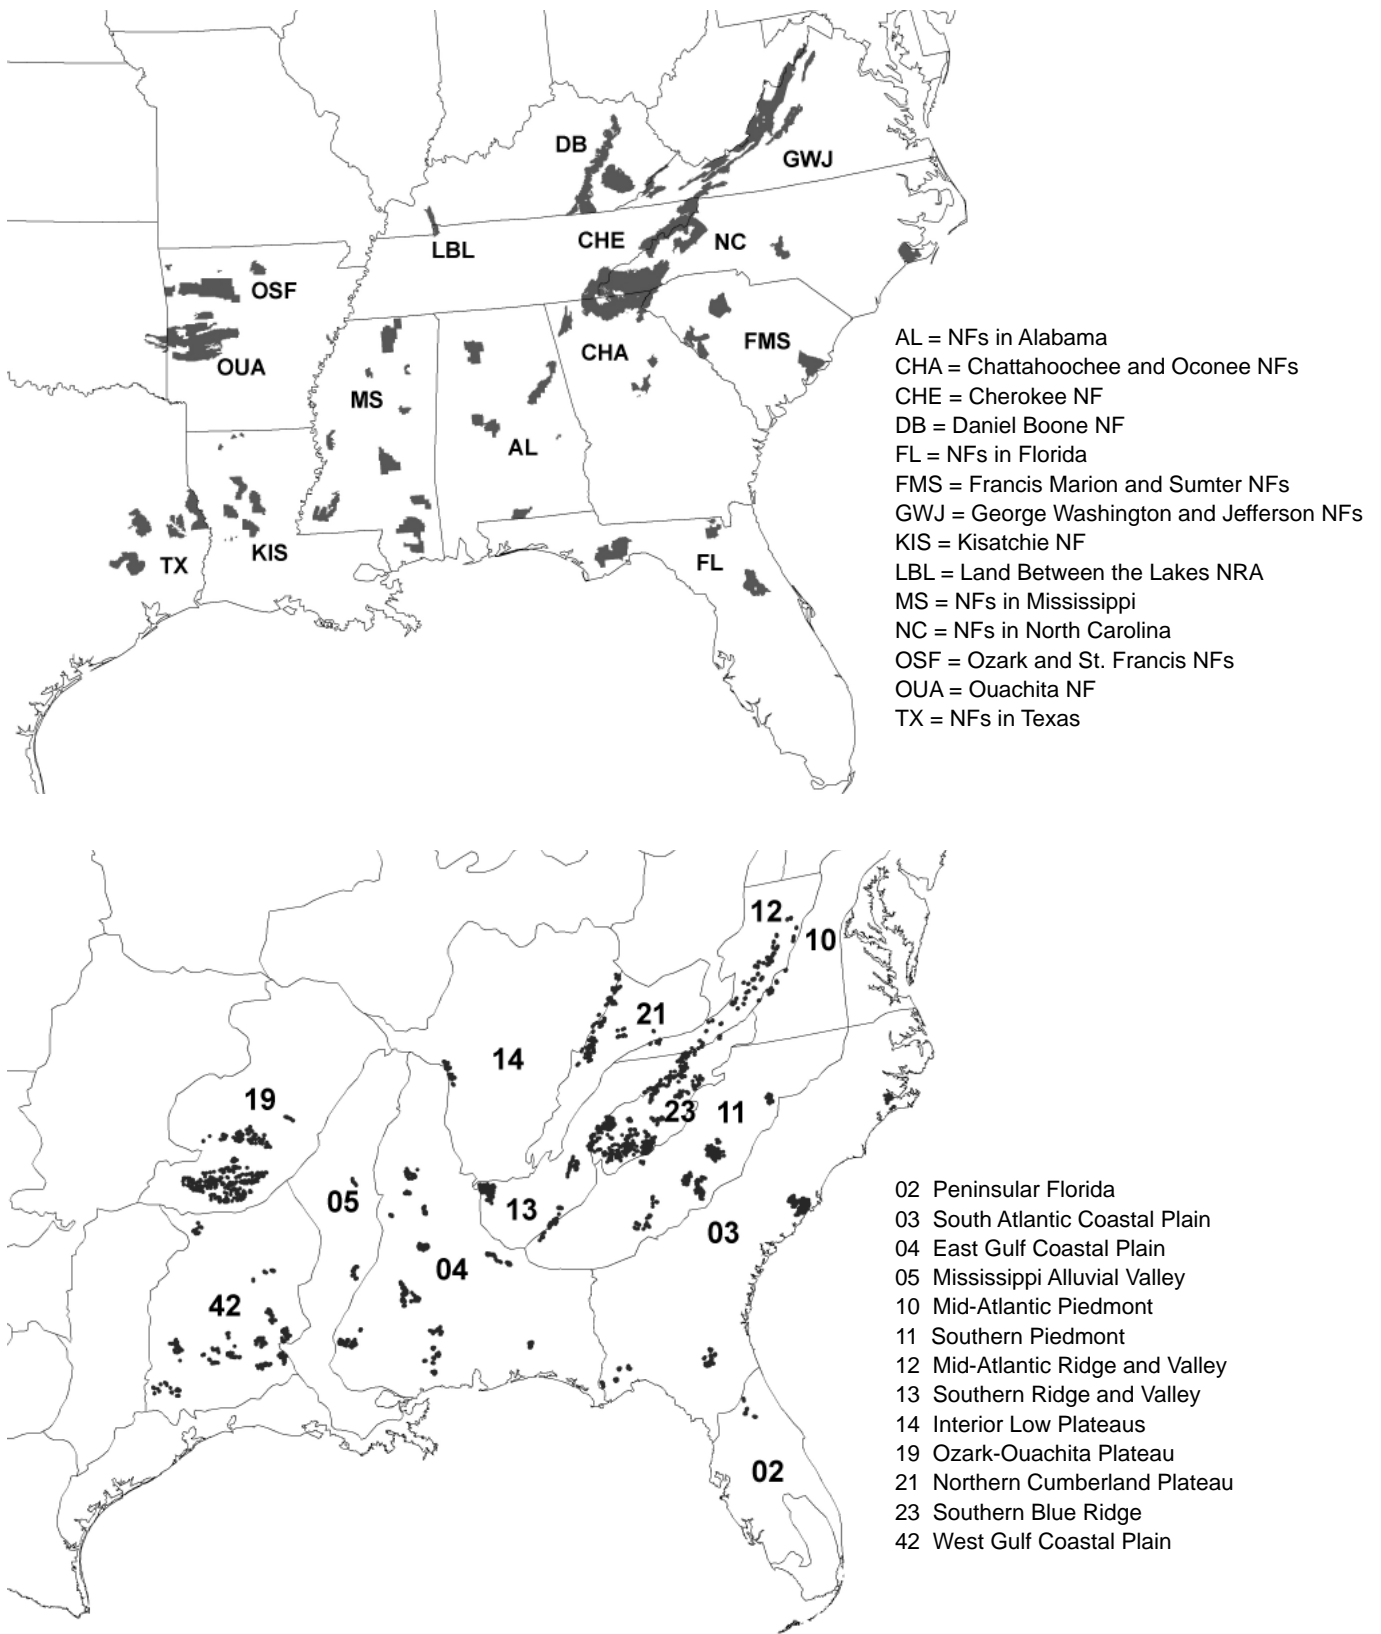 DB
GWJ
LBL
CHE
NC
OSF
OUA
CHA
FMS
MS
AL
KIS
TX
FL
AL = NFs in Alabama
CHA = Chattahoochee and Oconee NFs
CHE = Cherokee NF
DB = Daniel Boone NF
FL = NFs in Florida
FMS = Francis Marion and Sumter NFs
GWJ = George Washington and Jefferson NFs
KIS = Kisatchie NF
LBL = Land Between the Lakes NRA
MS = NFs in Mississippi
NC = NFs in North Carolina
OSF = Ozark and St. Francis NFs
OUA = Ouachita NF
TX = NFs in Texas
12
10
21
14
19
23
11
05
13
03
04
42
02
02 Peninsular Florida
03 South Atlantic Coastal Plain
04 East Gulf Coastal Plain
05 Mississippi Alluvial Valley
10 Mid-Atlantic Piedmont
11 Southern Piedmont
12 Mid-Atlantic Ridge and Valley
13 Southern Ridge and Valley
14 Interior Low Plateaus
19 Ozark-Ouachita Plateau
21 Northern Cumberland Plateau
23 Southern Blue Ridge
42 West Gulf Coastal Plain